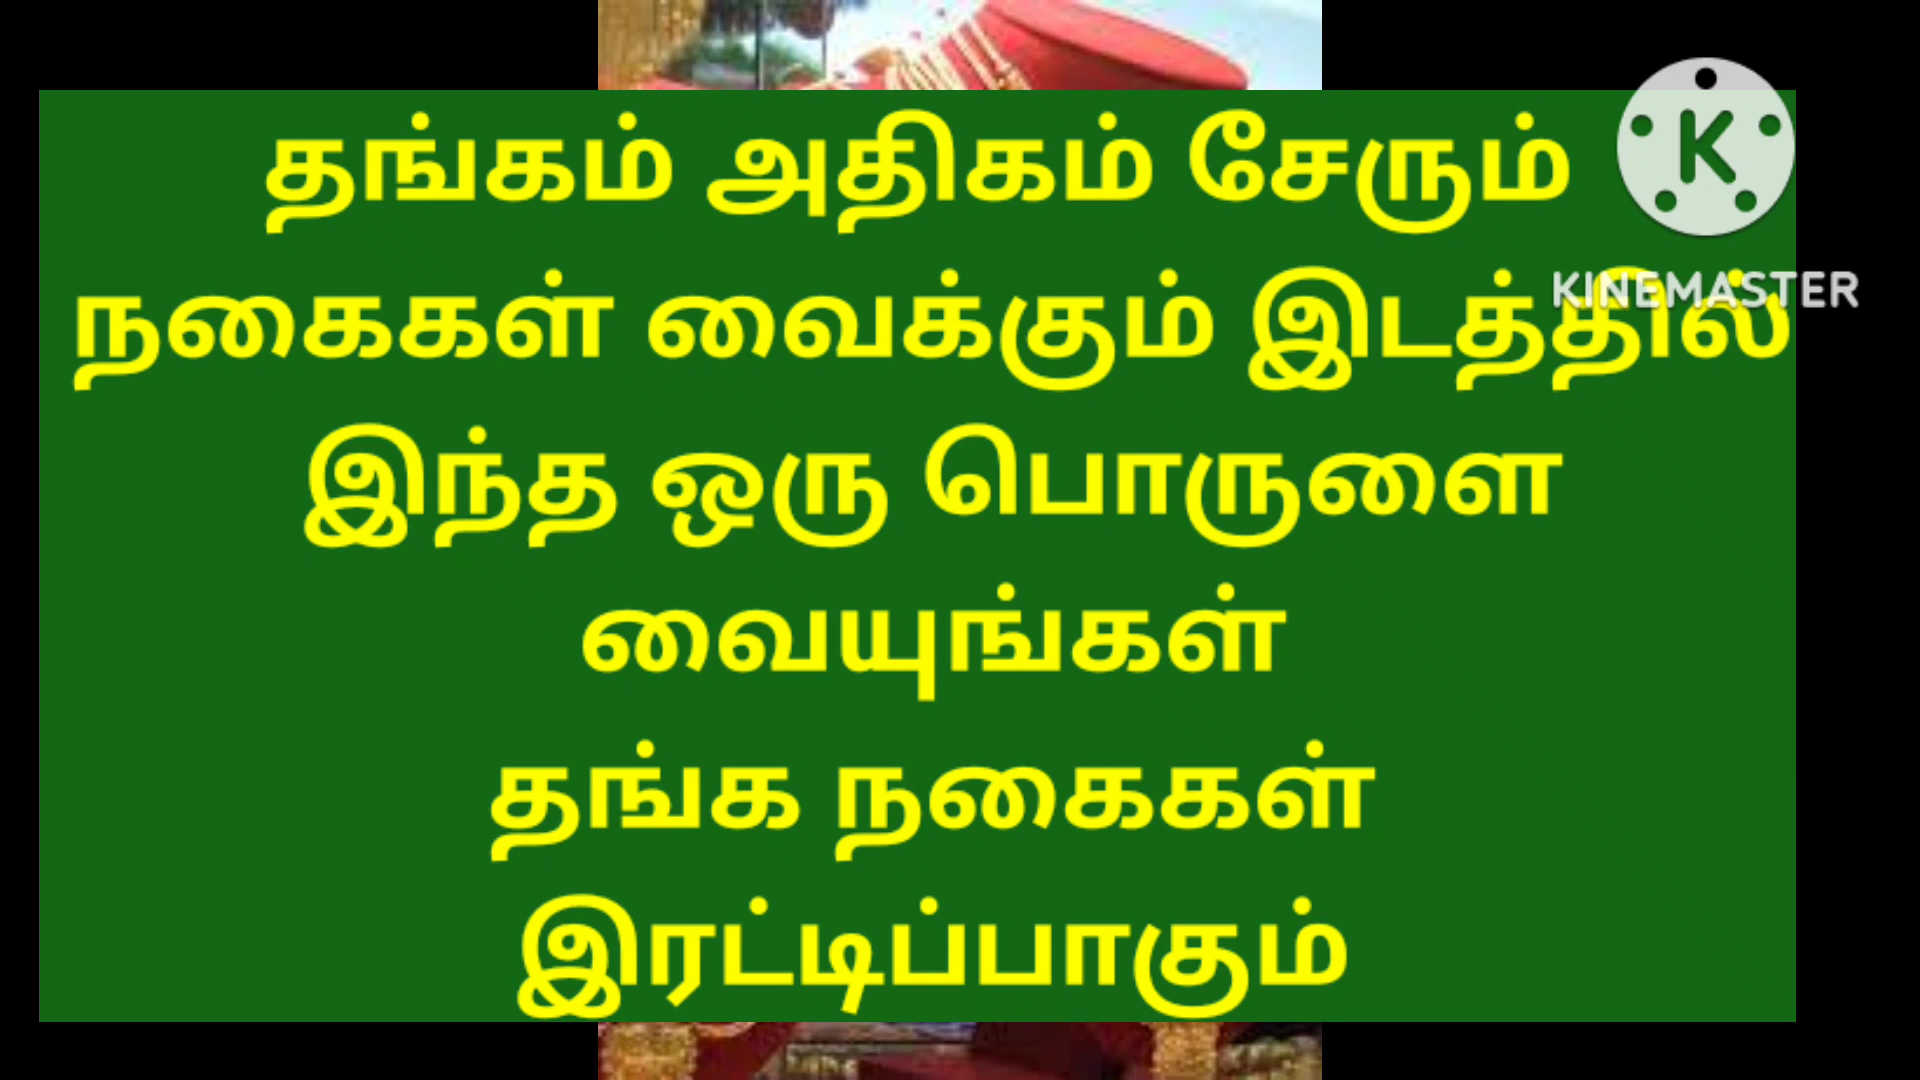 தங்கம் அதிகம் சேரும்
நகைகள் வைக்கும் இடத்தில்
இந்த ஒரு பொருளை
வையுங்கள்
தங்க நகைகள்
இரட்டிப்பாகும்
K
KINEMASTER